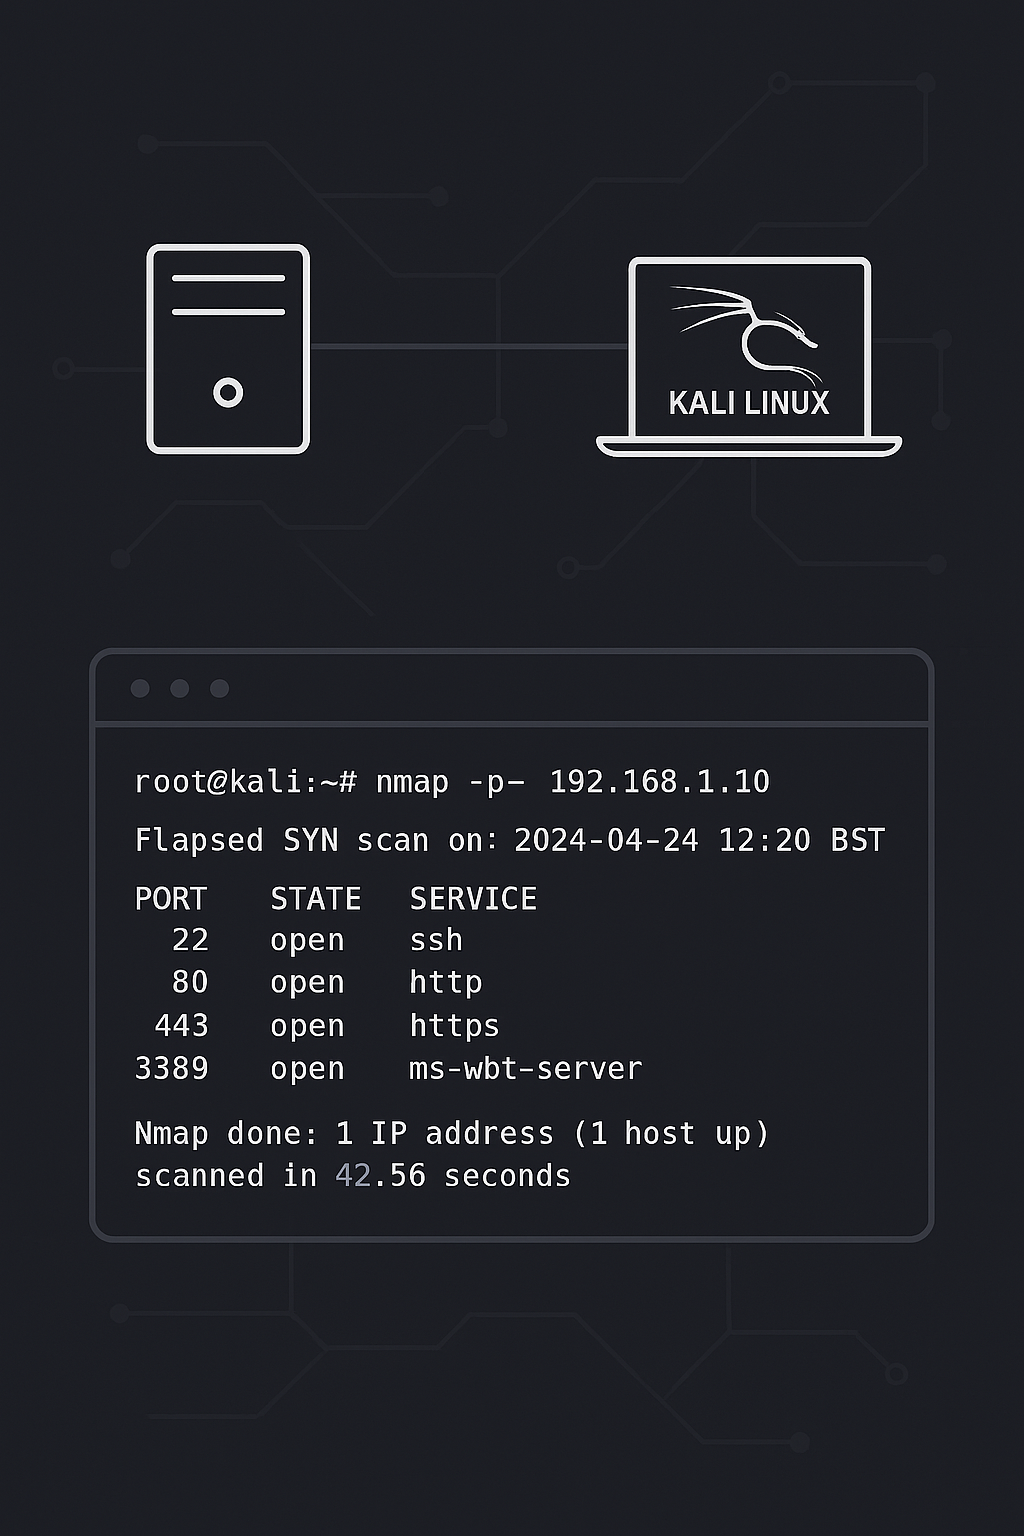 KALI LINUX
root@kali:~# nmap -p- 192.168.1.10
Flapsed SYN scan on: 2024-04-24 12:20 BST
PORT STATE SERVICE
22 open ssh
80 open http
443 open https
3389 open ms-wbt-server
Nmap done: 1 IP address (1 host up)
scanned in 42.56 seconds